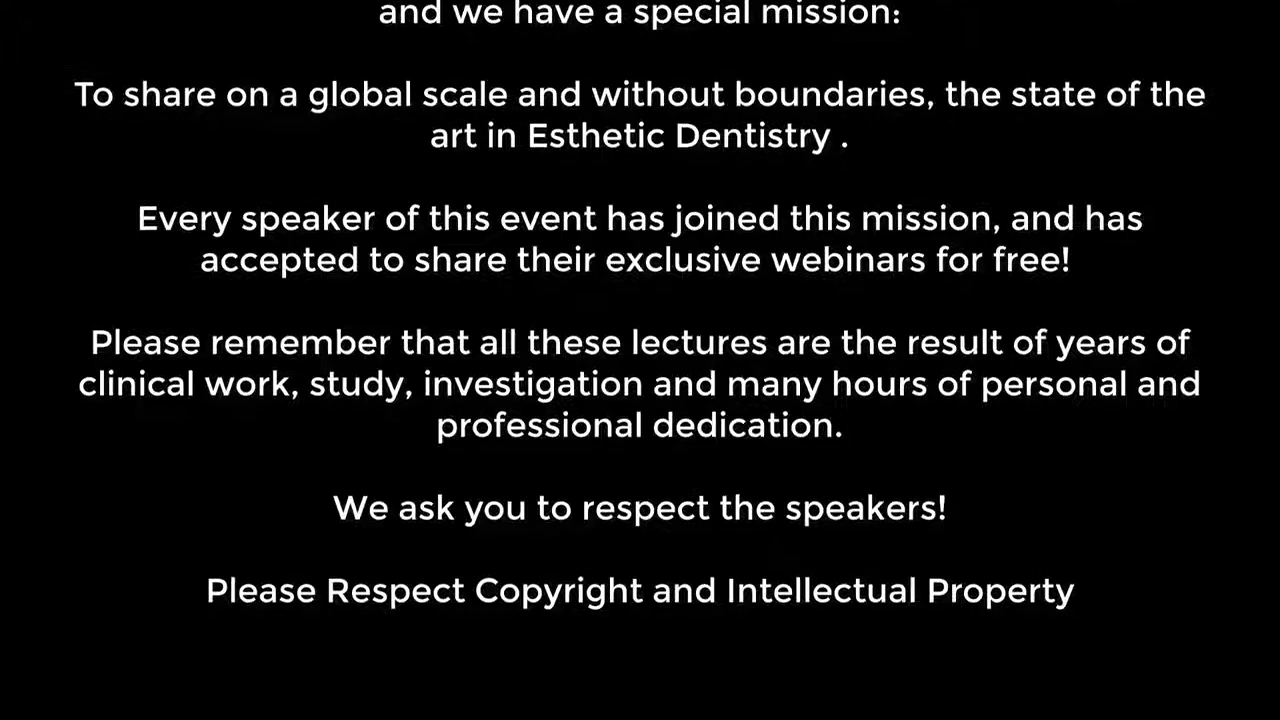 and we have a special mission:
To share on a global scale and without boundaries, the state of the
art in Esthetic Dentistry .
Every speaker of this event has joined this mission, and has
accepted to share their exclusive webinars for free!
Please remember that all these lectures are the result of years of
clinical work, study, investigation and many hours of personal and
professional dedication.
We ask you to respect the speakers!
Please Respect Copyright and Intellectual Property